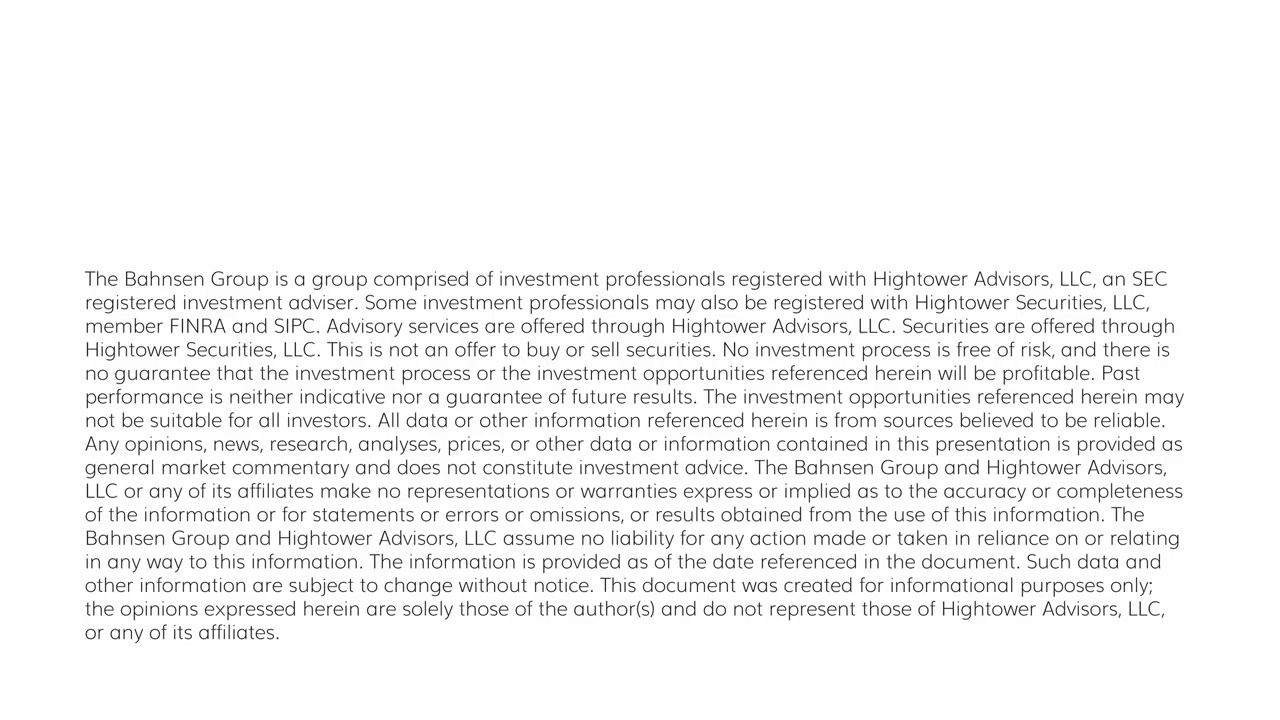 The Bahnsen Group is a group comprised of investment professionals registered with Hightower Advisors, LLC, an SEC
registered investment adviser. Some investment professionals may also be registered with Hightower Securities, LLC,
member FINRA and SIPC. Advisory services are offered through Hightower Advisors, LLC. Securities are offered through
Hightower Securities, LLC. This is not an offer to buy or sell securities. No investment process is free of risk, and there is
no guarantee that the investment process or the investment opportunities referenced herein will be profitable. Past
performance is neither indicative nor a guarantee of future results. The investment opportunities referenced herein may
not be suitable for all investors. All data or other information referenced herein is from sources believed to be reliable.
Any opinions, news, research, analyses, prices, or other data or information contained in this presentation is provided as
general market commentary and does not constitute investment advice. The Bahnsen Group and Hightower Advisors,
LLC or any of its affiliates make no representations or warranties express or implied as to the accuracy or completeness
of the information or for statements or errors or omissions, or results obtained from the use of this information. The
Bahnsen Group and Hightower Advisors, LLC assume no liability for any action made or taken in reliance on or relating
in any way to this information. The information is provided as of the date referenced in the document. Such data and
other information are subject to change without notice. This document was created for informational purposes only;
the opinions expressed herein are solely those of the author(s) and do not represent those of Hightower Advisors, LLC,
or any of its affiliates.